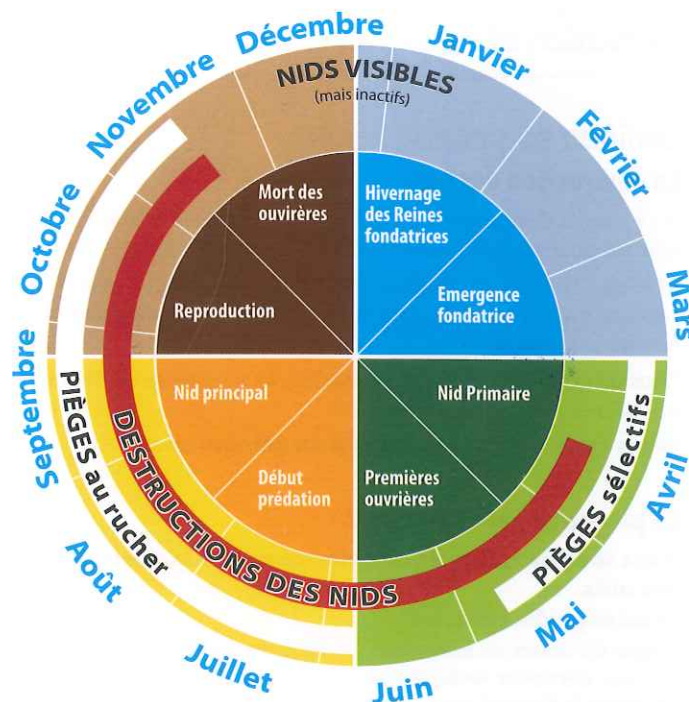 Décembre
Janvier
Février
Mars
Avril
Mai
Juin
Juillet
Août
Septembre
Octobre
Novembre
NIDS VISIBLES
(mais inactifs)
Mort des
ouvirères
Hivernage
des Reines
fondatrices
Reproduction
Emergence
fondatrice
Nid principal
Nid Primaire
Début
prédation
Premières
ouvrières
PIÈGES au rucher
DESTRUCTIONS DES NIDS
PIÈGES sélectifs